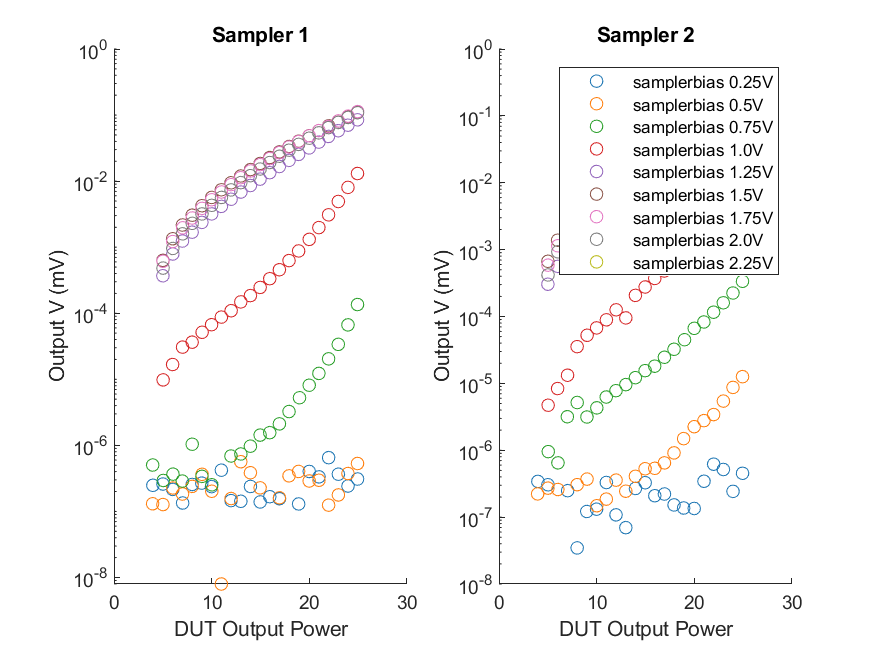 Sampler 1
10^0
10^-2
10^-4
10^-6
10^-8
Output V (mV)
0
10
20
30
DUT Output Power
Sampler 2
10^0
10^-1
10^-2
10^-3
10^-4
10^-5
10^-6
10^-7
10^-8
Output V (mV)
0
10
20
30
DUT Output Power
samplerbias 0.25V
samplerbias 0.5V
samplerbias 0.75V
samplerbias 1.0V
samplerbias 1.25V
samplerbias 1.5V
samplerbias 1.75V
samplerbias 2.0V
samplerbias 2.25V